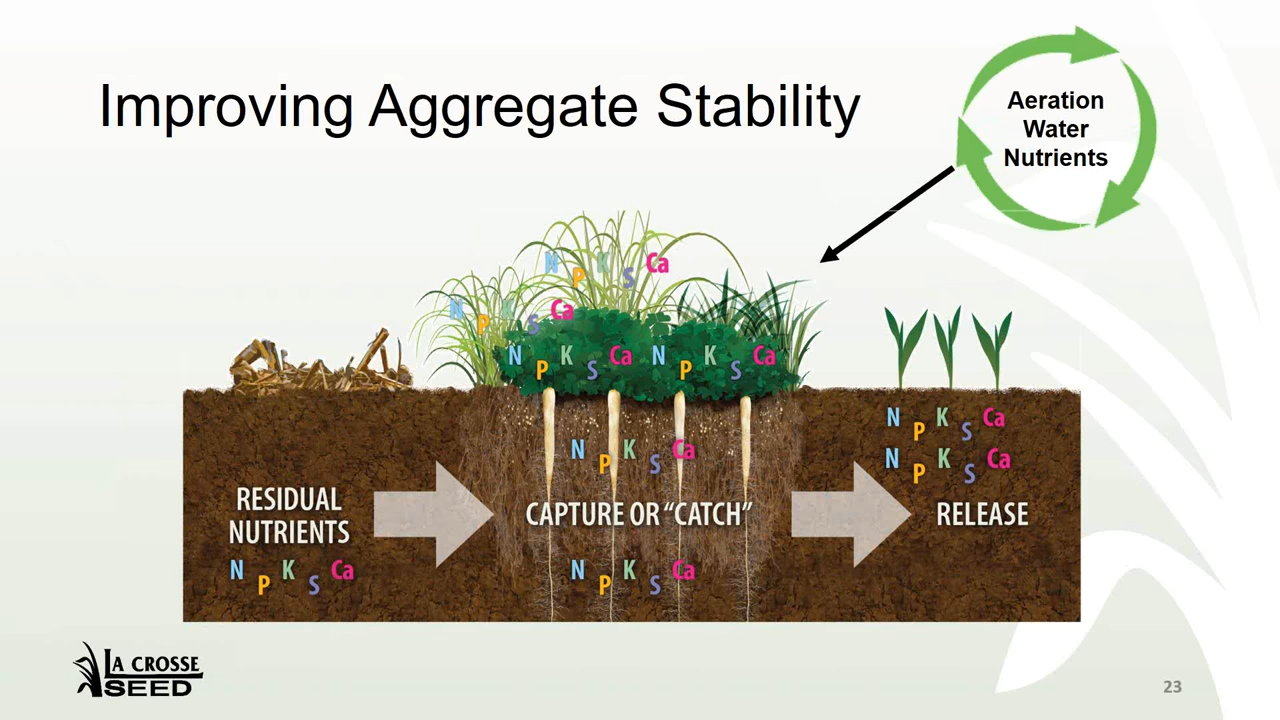 Improving Aggregate Stability
Aeration
Water
Nutrients
N P K S Ca
N P K S Ca
N P K S Ca N P K S Ca
N P K S Ca
N P K S Ca
N P K S Ca
RESIDUAL
NUTRIENTS
N P K S Ca
CAPTURE OR “CATCH”
N P K S Ca
RELEASE
LA CROSSE
SEED
23